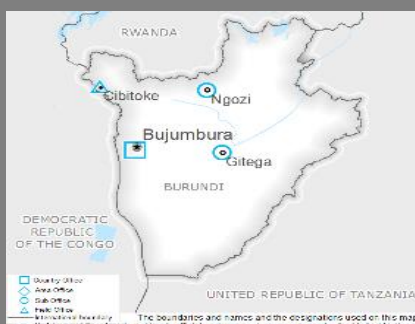 RWANDA
Cibitoke
Ngozi
Bujumbura
Gitega
BURUNDI
DEMOCRATIC
REPUBLIC
OF THE CONGO
UNITED REPUBLIC OF TANZANIA
Country Office
Area Office
Sub Office
Field Office
International boundary
The boundaries and names and the designations used on this map